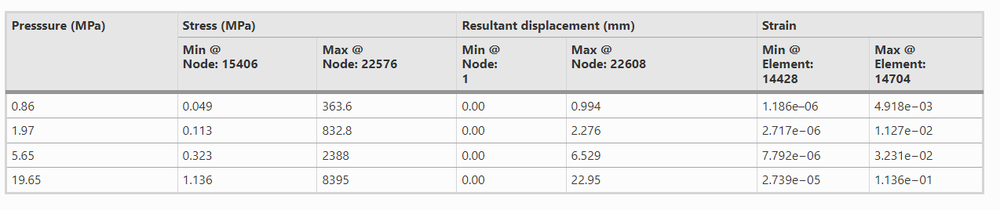 Presssure (MPa) Stress (MPa) Resultant displacement (mm) Strain
Min @ Max @ Min @ Max @ Min @ Max @
Node: 15406 Node: 22576 Node: Node: 22608 Element: Element:
1 14428 14704
0.86 0.049 363.6 0.00 0.994 1.186e–06 4.918e−03
1.97 0.113 832.8 0.00 2.276 2.717e−06 1.127e−02
5.65 0.323 2388 0.00 6.529 7.792e−06 3.231e−02
19.65 1.136 8395 0.00 22.95 2.739e−05 1.136e−01